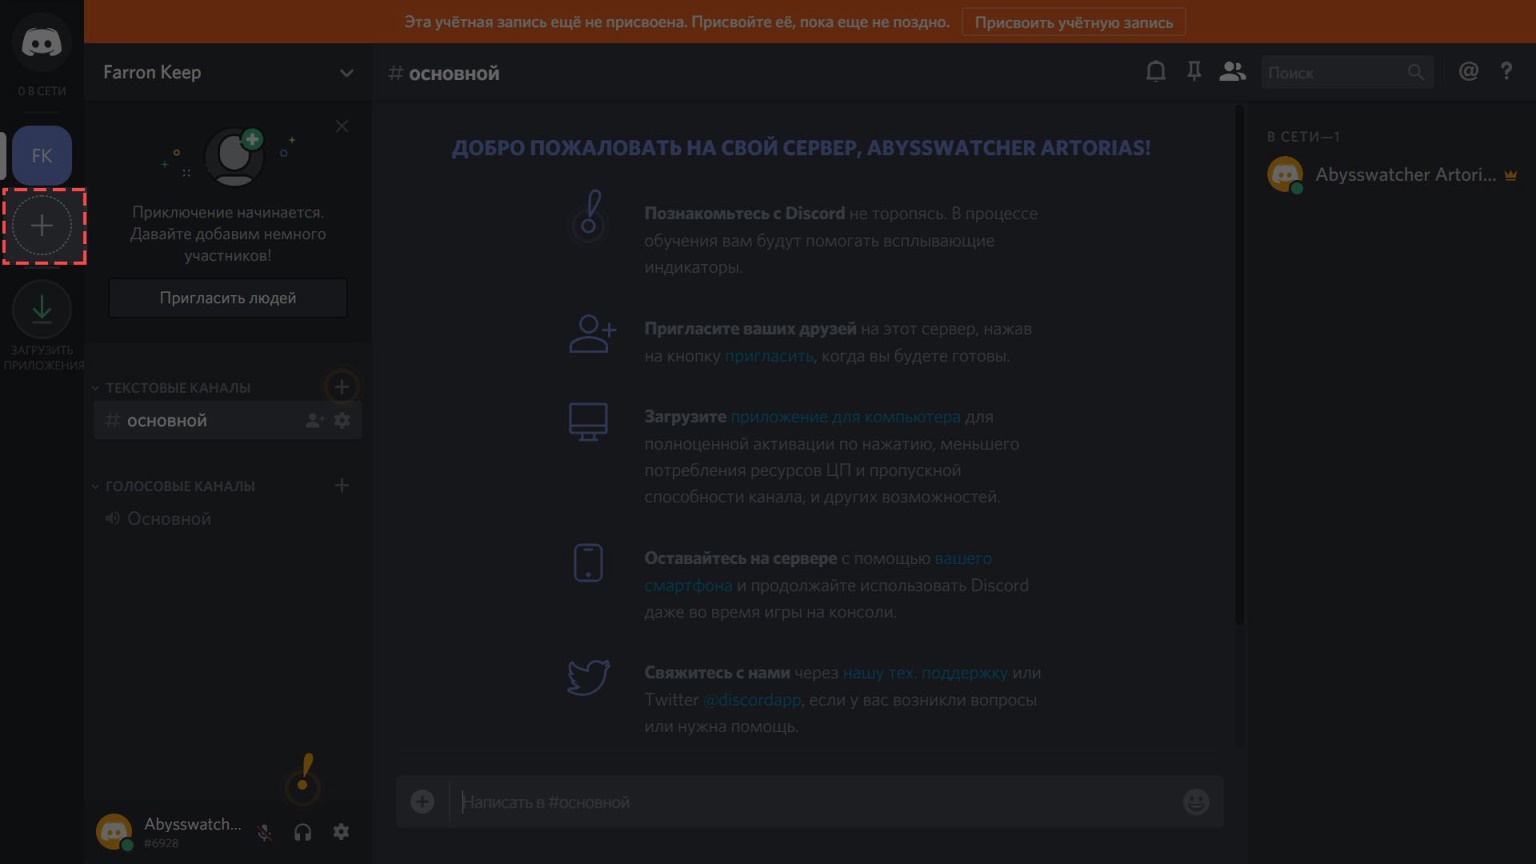 Эта учётная запись ещё не присвоена. Присвойте её, пока еще не поздно. Присвоить учётную запись
0 В СЕТИ
FK
ЗАГРУЗИТЬ
ПРИЛОЖЕНИЯ
Farron Keep
Приключение начинается.
Давайте добавим немного
участников!
Пригласить людей
ТЕКСТОВЫЕ КАНАЛЫ
# основной
ГОЛОСОВЫЕ КАНАЛЫ
Основной
Abysswatch...
#6928
# основной
Поиск
@ ?
ДОБРО ПОЖАЛОВАТЬ НА СВОЙ СЕРВЕР, ABYSSWATCHER ARTORIAS!
Познакомьтесь с Discord не торопясь. В процессе
обучения вам будут помогать всплывающие
индикаторы.
Пригласите ваших друзей на этот сервер, нажав
на кнопку пригласить, когда вы будете готовы.
Загрузите приложение для компьютера для
полноценной активации по нажатию, меньшего
потребления ресурсов ЦП и пропускной
способности канала, и других возможностей.
Оставайтесь на сервере с помощью вашего
смартфона и продолжайте использовать Discord
даже во время игры на консоли.
Свяжитесь с нами через нашу тех. поддержку или
Twitter @discordapp, если у вас возникли вопросы
или нужна помощь.
Написать в #основной
В СЕТИ—1
Abysswatcher Artori...